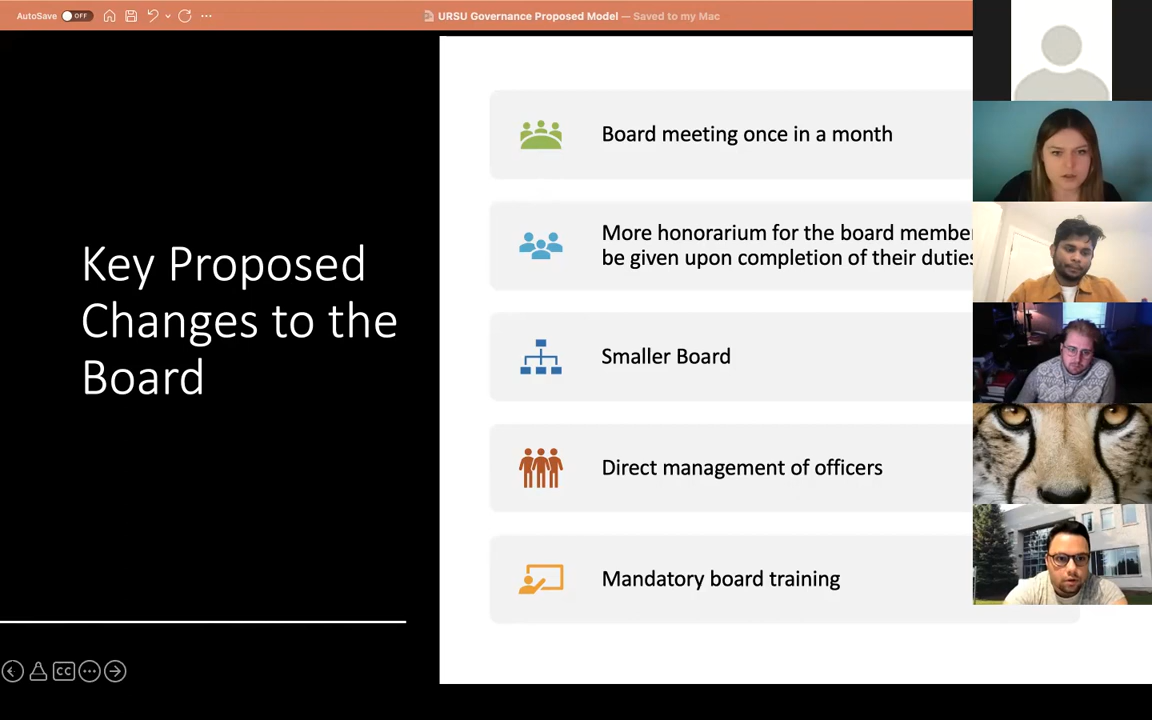 AutoSave OFF
URSU Governance Proposed Model — Saved to my Mac
Key Proposed
Changes to the
Board
Board meeting once in a month
More honorarium for the board
be given upon completion of their
Smaller Board
Direct management of officers
Mandatory board training
CC